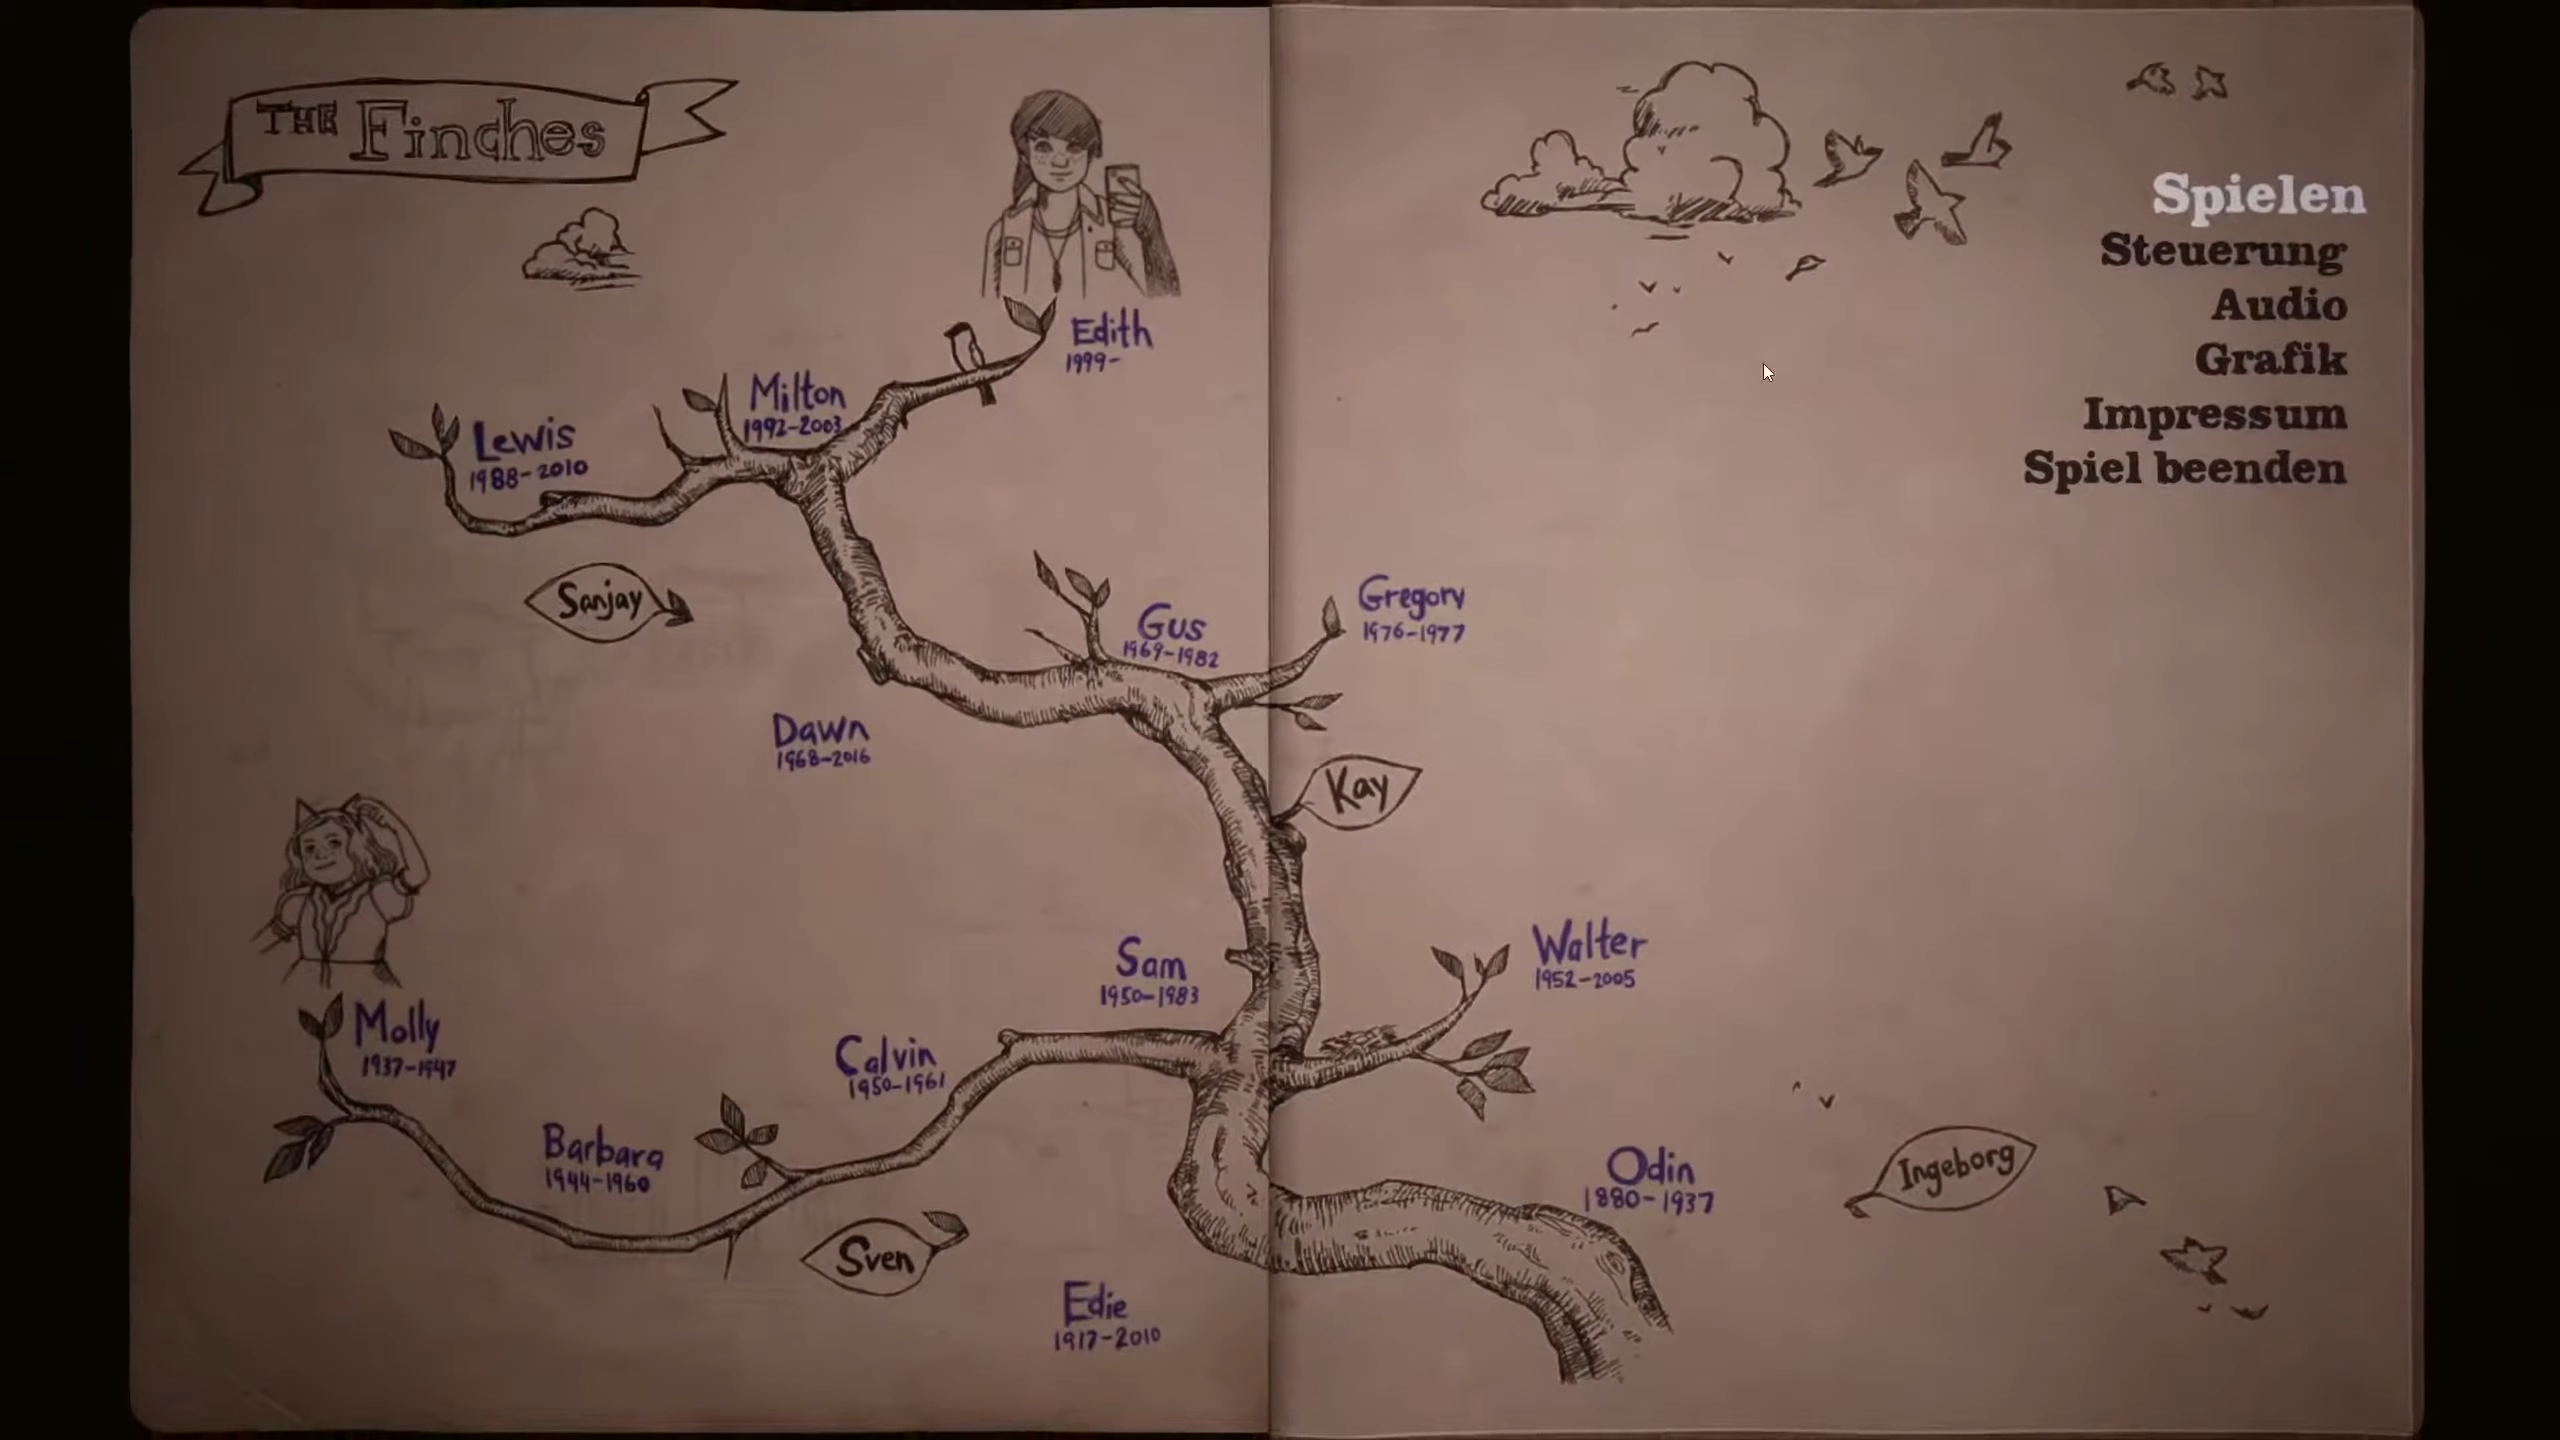 THE Finches
Spielen
Steuerung
Audio
Grafik
Impressum
Spiel beenden
Edith
1999-
Milton
1992-2003
Lewis
1988-2010
Sanjay
Gus
1969-1982
Gregory
1976-1977
Dawn
1968-2016
Kay
Sam
1950-1983
Walter
1952-2005
Molly
1937-1947
Calvin
1950-1961
Barbara
1944-1960
Sven
Odin
1880-1937
Ingeborg
Edie
1917-2010